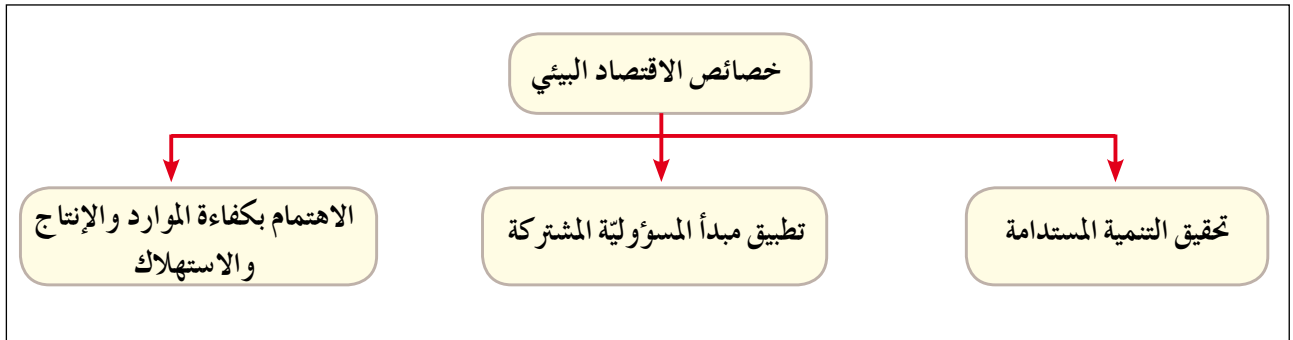 خصائص الاقتصاد البيئي
تحقيق التنمية المستدامة
تطبيق مبدأ المسؤوليّة المشتركة
الاهتمام بكفاءة الموارد والإنتاج
والاستهلاك